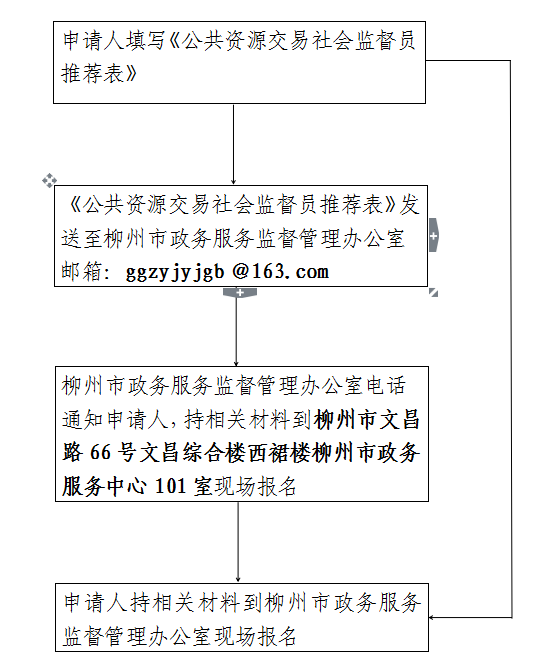 申请人填写《公共资源交易社会监督员
推荐表》
《公共资源交易社会监督员推荐表》发
送至柳州市政务服务监督管理办公室
邮箱：ggzyjyjgb@163.com
柳州市政务服务监督管理办公室电话
通知申请人，持相关材料到柳州市文昌
路66号文昌综合楼西裙楼柳州市政务
服务中心101室现场报名
申请人持相关材料到柳州市政务服务
监督管理办公室现场报名